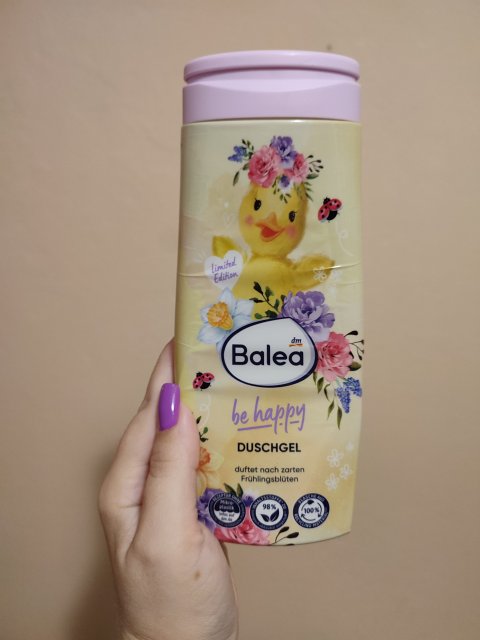 Limited
Edition
dm
Balea
be happy
DUSCHGEL
duftet nach zarten
Frühlingsblüten
98%
100%